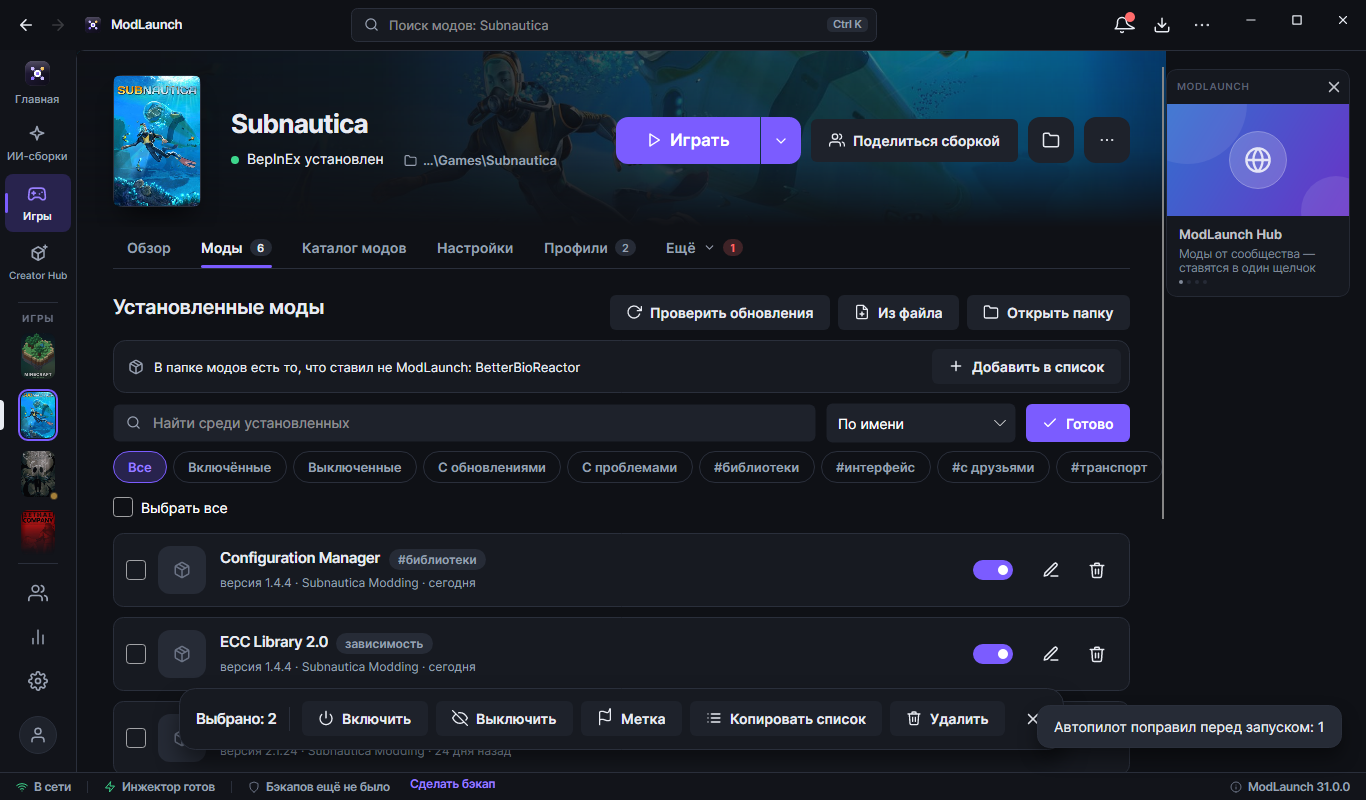 ModLaunch
Поиск модов: Subnautica
Ctrl K
Главная
ИИ-сборки
Игры
Creator Hub
ИГРЫ
MINECRAFT
LETHAL COMPANY
SUBNAUTICA
Subnautica
BepInEx установлен
...\Games\Subnautica
Играть
Поделиться сборкой
Обзор
Моды 6
Каталог модов
Настройки
Профили 2
Ещё 1
Установленные моды
Проверить обновления
Из файла
Открыть папку
В папке модов есть то, что ставил не ModLaunch: BetterBioReactor
Добавить в список
Найти среди установленных
По имени
Готово
Все
Включённые
Выключенные
С обновлениями
С проблемами
#библиотеки
#интерфейс
#с друзьями
#транспорт
Выбрать все
Configuration Manager #библиотеки
версия 1.4.4 · Subnautica Modding · сегодня
ECC Library 2.0 зависимость
версия 1.4.4 · Subnautica Modding · сегодня
версия 2.1.24 · Subnautica Modding · 24 дня назад
Выбрано: 2
Включить
Выключить
Метка
Копировать список
Удалить
MODLAUNCH
ModLaunch Hub
Моды от сообщества —
ставятся в один щелчок
Автопилот поправил перед запуском: 1
В сети
Инжектор готов
Бэкапов ещё не было
Сделать бэкап
ModLaunch 31.0.0